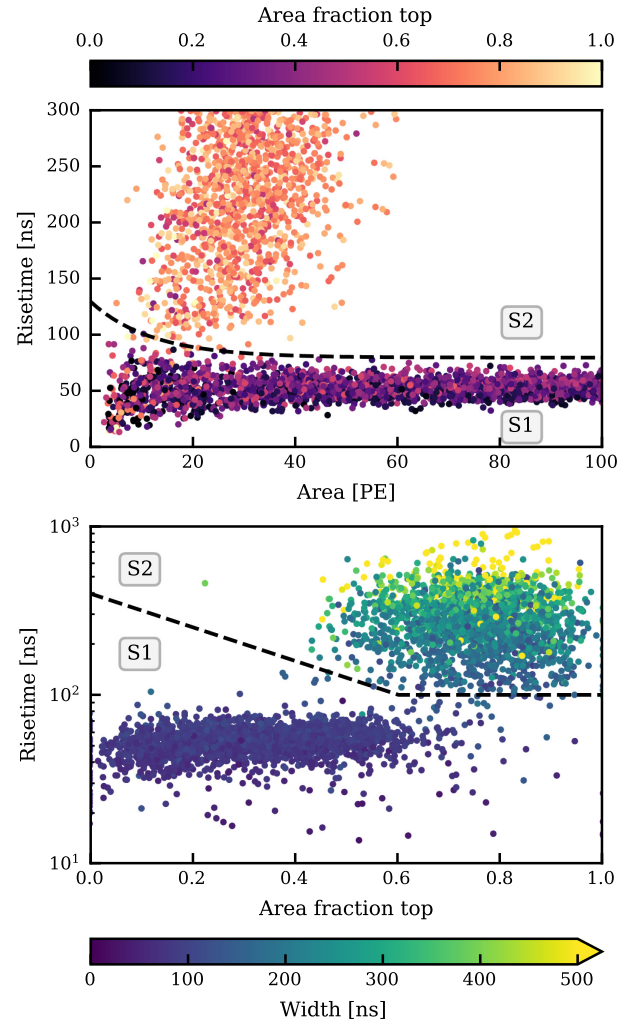 Area fraction top
0.0 0.2 0.4 0.6 0.8 1.0
300
250
200
150
100
50
0
Risetime [ns]
S2
S1
0 20 40 60 80 100
Area [PE]
10³
10²
10¹
Risetime [ns]
S2
S1
0.0 0.2 0.4 0.6 0.8 1.0
Area fraction top
0 100 200 300 400 500
Width [ns]